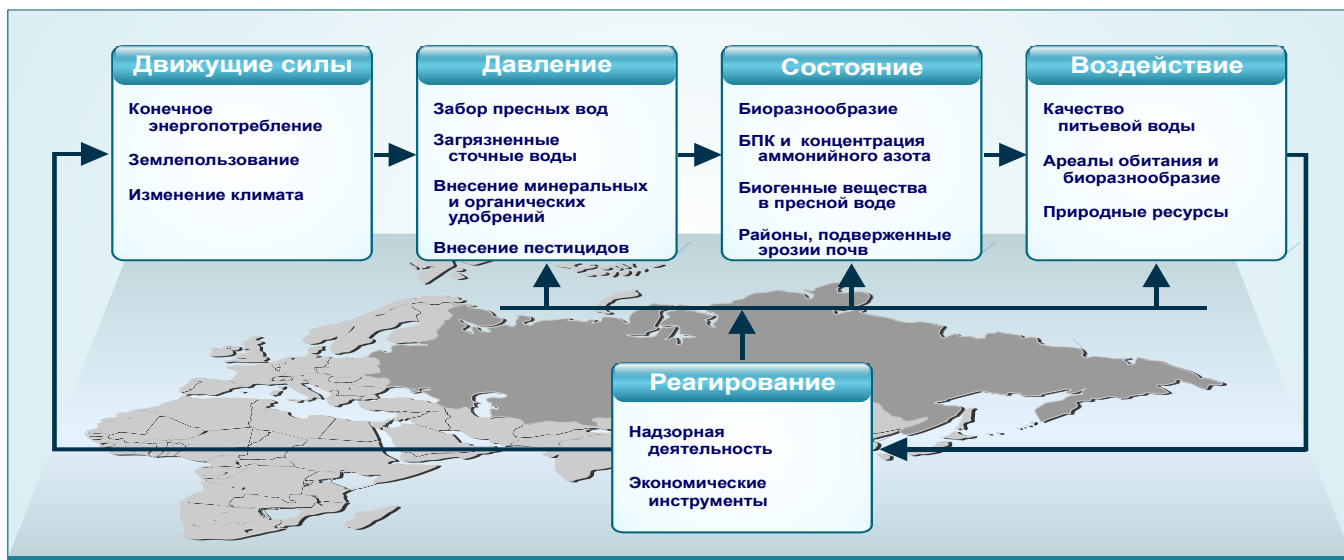 Движущие силы
Конечное
энергопотребление
Землепользование
Изменение климата
Давление
Забор пресных вод
Загрязненные
сточные воды
Внесение минеральных
и органических
удобрений
Внесение пестицидов
Состояние
Биоразнообразие
БПК и концентрация
аммонийного азота
Биогенные вещества
в пресной воде
Районы, подверженные
эрозии почв
Воздействие
Качество
питьевой воды
Ареалы обитания и
биоразнообразие
Природные ресурсы
Реагирование
Надзорная
деятельность
Экономические
инструменты